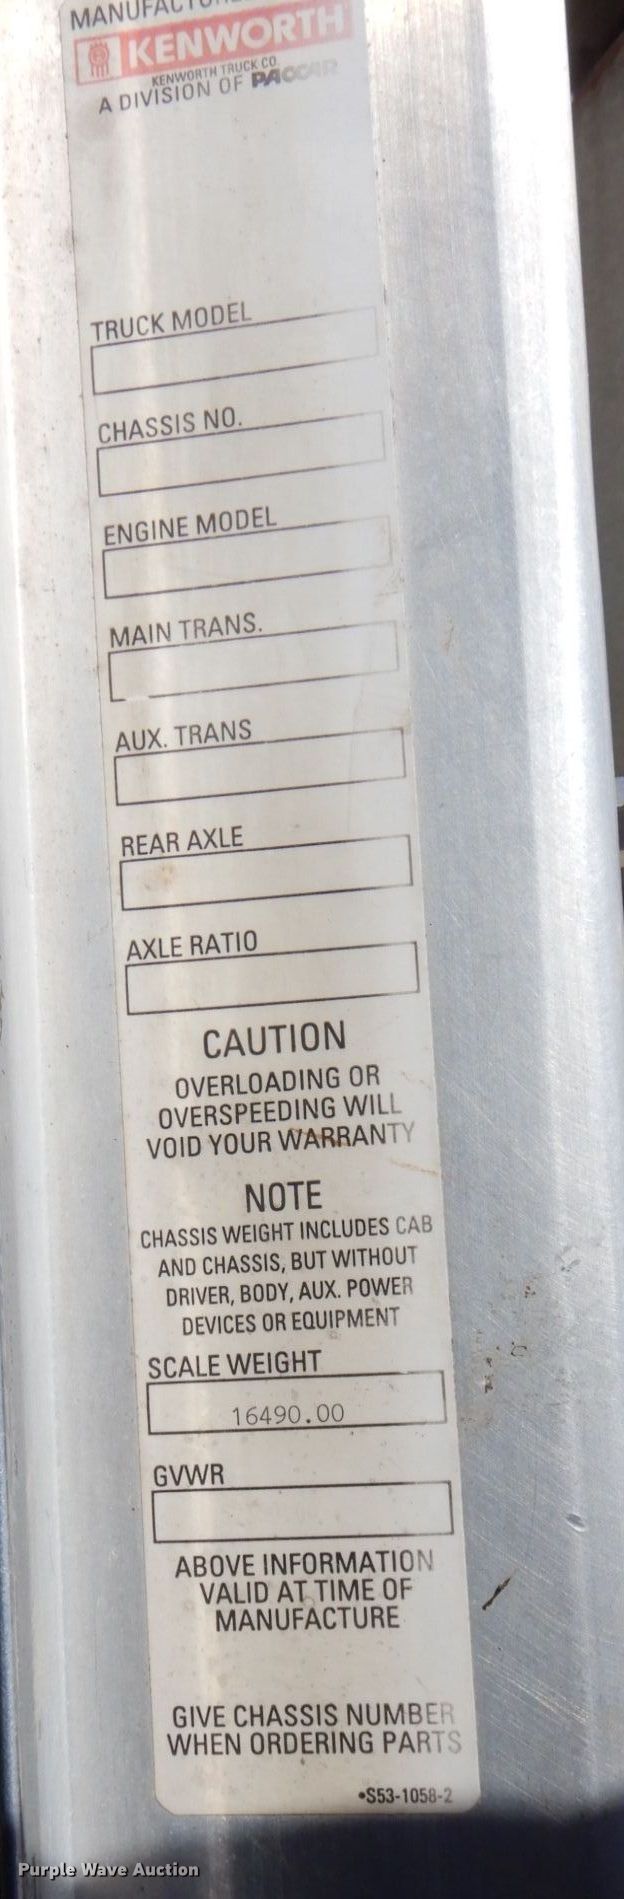 KENWORTH
KENWORTH TRUCK CO.
A DIVISION OF PACCAR
TRUCK MODEL
CHASSIS NO.
ENGINE MODEL
MAIN TRANS.
AUX. TRANS
REAR AXLE
AXLE RATIO
CAUTION
OVERLOADING OR
OVERSPEEDING WILL
VOID YOUR WARRANTY
NOTE
CHASSIS WEIGHT INCLUDES CAB
AND CHASSIS, BUT WITHOUT
DRIVER, BODY, AUX. POWER
DEVICES OR EQUIPMENT
SCALE WEIGHT
16490.00
GVWR
ABOVE INFORMATION
VALID AT TIME OF
MANUFACTURE
GIVE CHASSIS NUMBER
WHEN ORDERING PARTS
•S53-1058-2
Purple Wave Auction